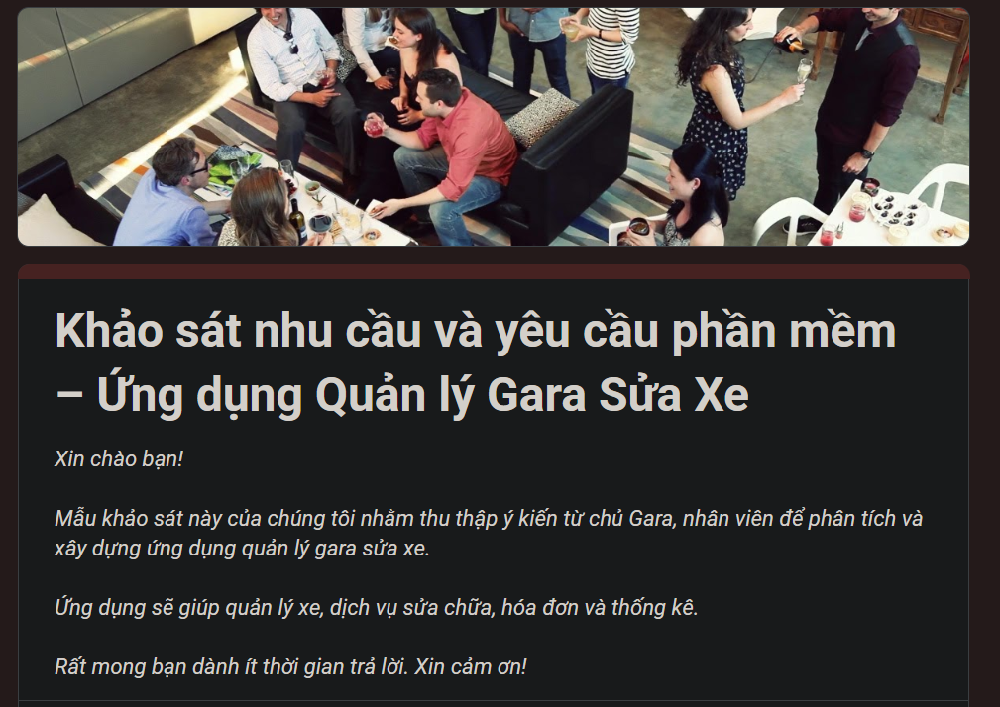 Khảo sát nhu cầu và yêu cầu phần mềm
– Ứng dụng Quản lý Gara Sửa Xe
Xin chào bạn!
Mẫu khảo sát này của chúng tôi nhằm thu thập ý kiến từ chủ Gara, nhân viên để phân tích và
xây dựng ứng dụng quản lý gara sửa xe.
Ứng dụng sẽ giúp quản lý xe, dịch vụ sửa chữa, hóa đơn và thống kê.
Rất mong bạn dành ít thời gian trả lời. Xin cảm ơn!